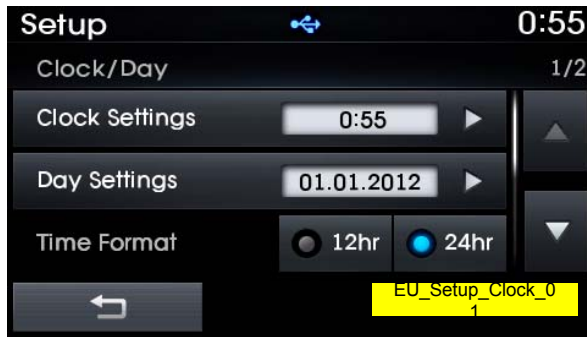 Setup 0:55
Clock/Day 1/2
Clock Settings 0:55
Day Settings 01.01.2012
Time Format 12hr 24hr
EU_Setup_Clock_0
1